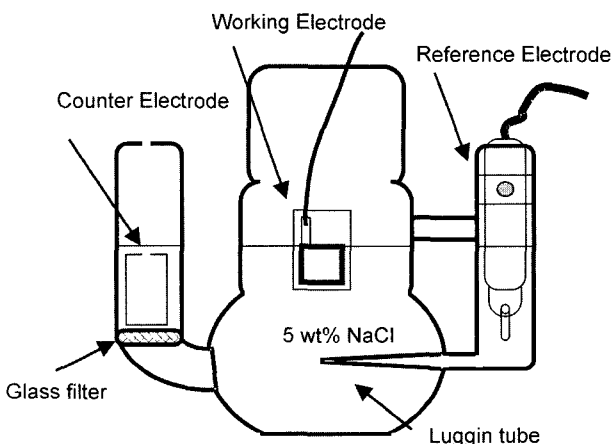 Working Electrode
Reference Electrode
Counter Electrode
5 wt% NaCl
Glass filter
Luggin tube